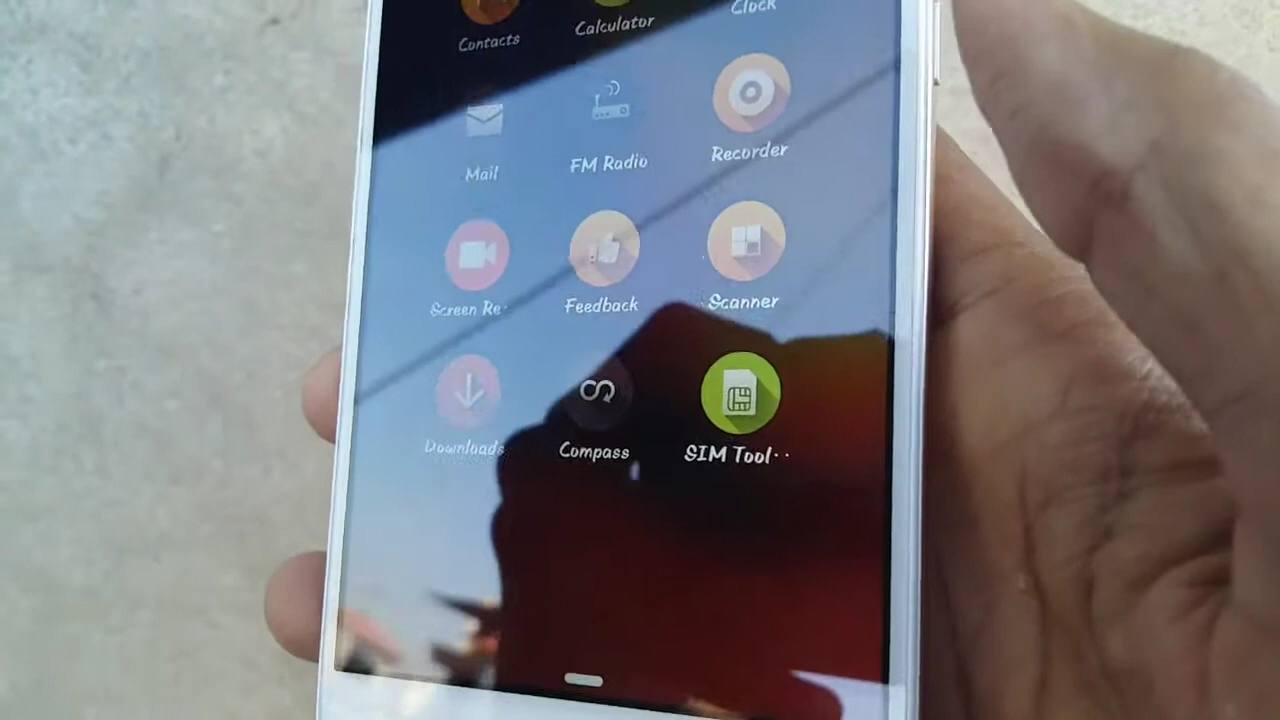 Contacts
Calculator
Clock
Mail
FM Radio
Recorder
Screen Re··
Feedback
Scanner
Downloads
Compass
SIM Tool··